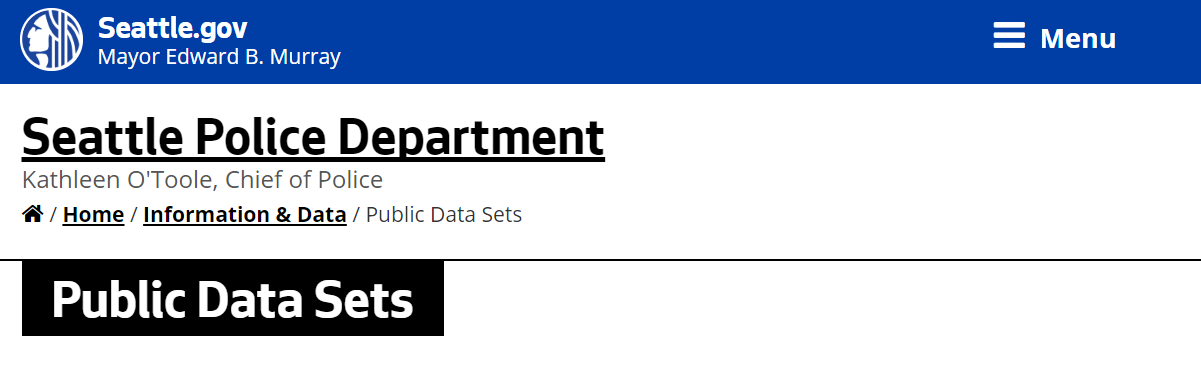 Seattle.gov
Mayor Edward B. Murray
Menu
Seattle Police Department
Kathleen O'Toole, Chief of Police
/ Home / Information & Data / Public Data Sets
Public Data Sets